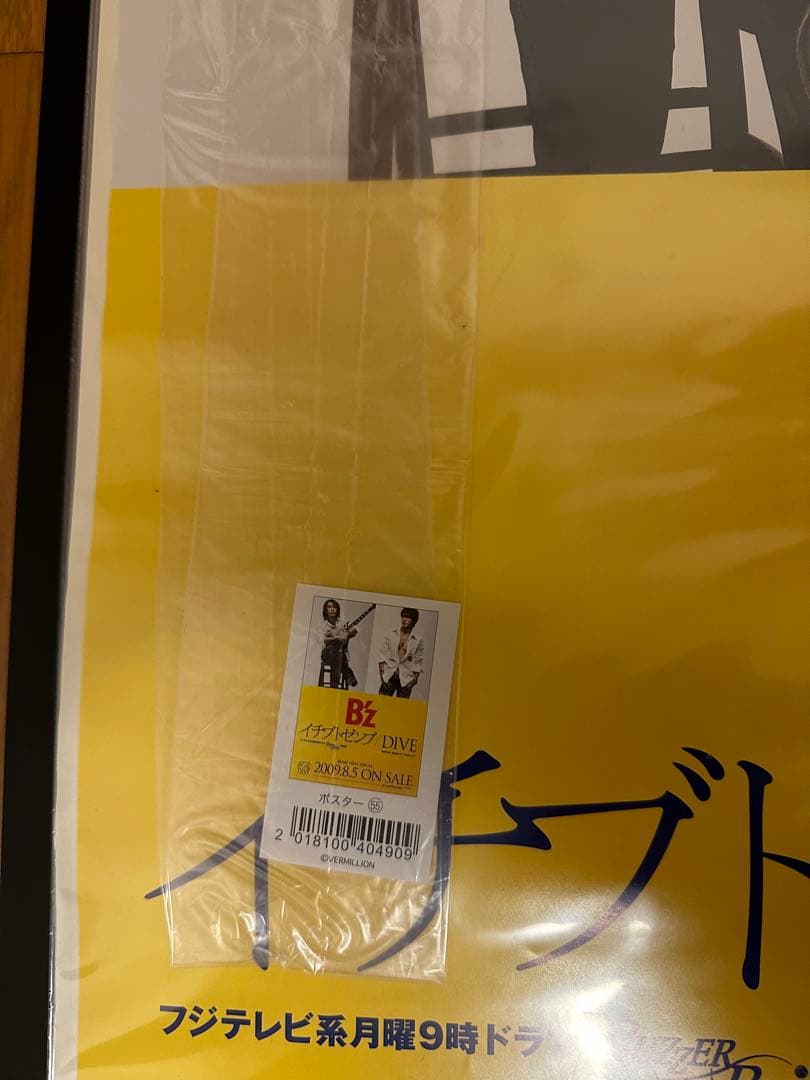 B'z
イチブトゼンブ / DIVE
2009.8.5 ON SALE
ポスター 55
2 018100 404909
©VERMILLION
イチブト
フジテレビ系月曜9時ドラ